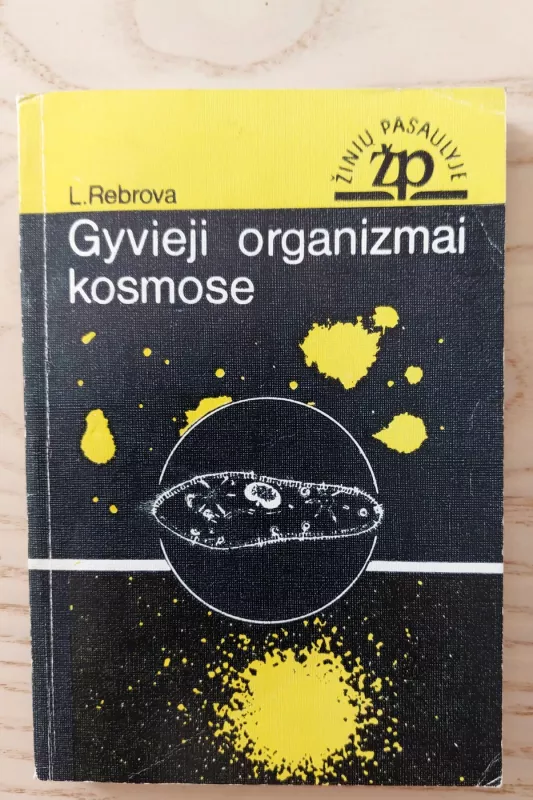 ŽINIŲ PASAULYJE
žp
L.Rebrova
Gyvieji organizmai
kosmose